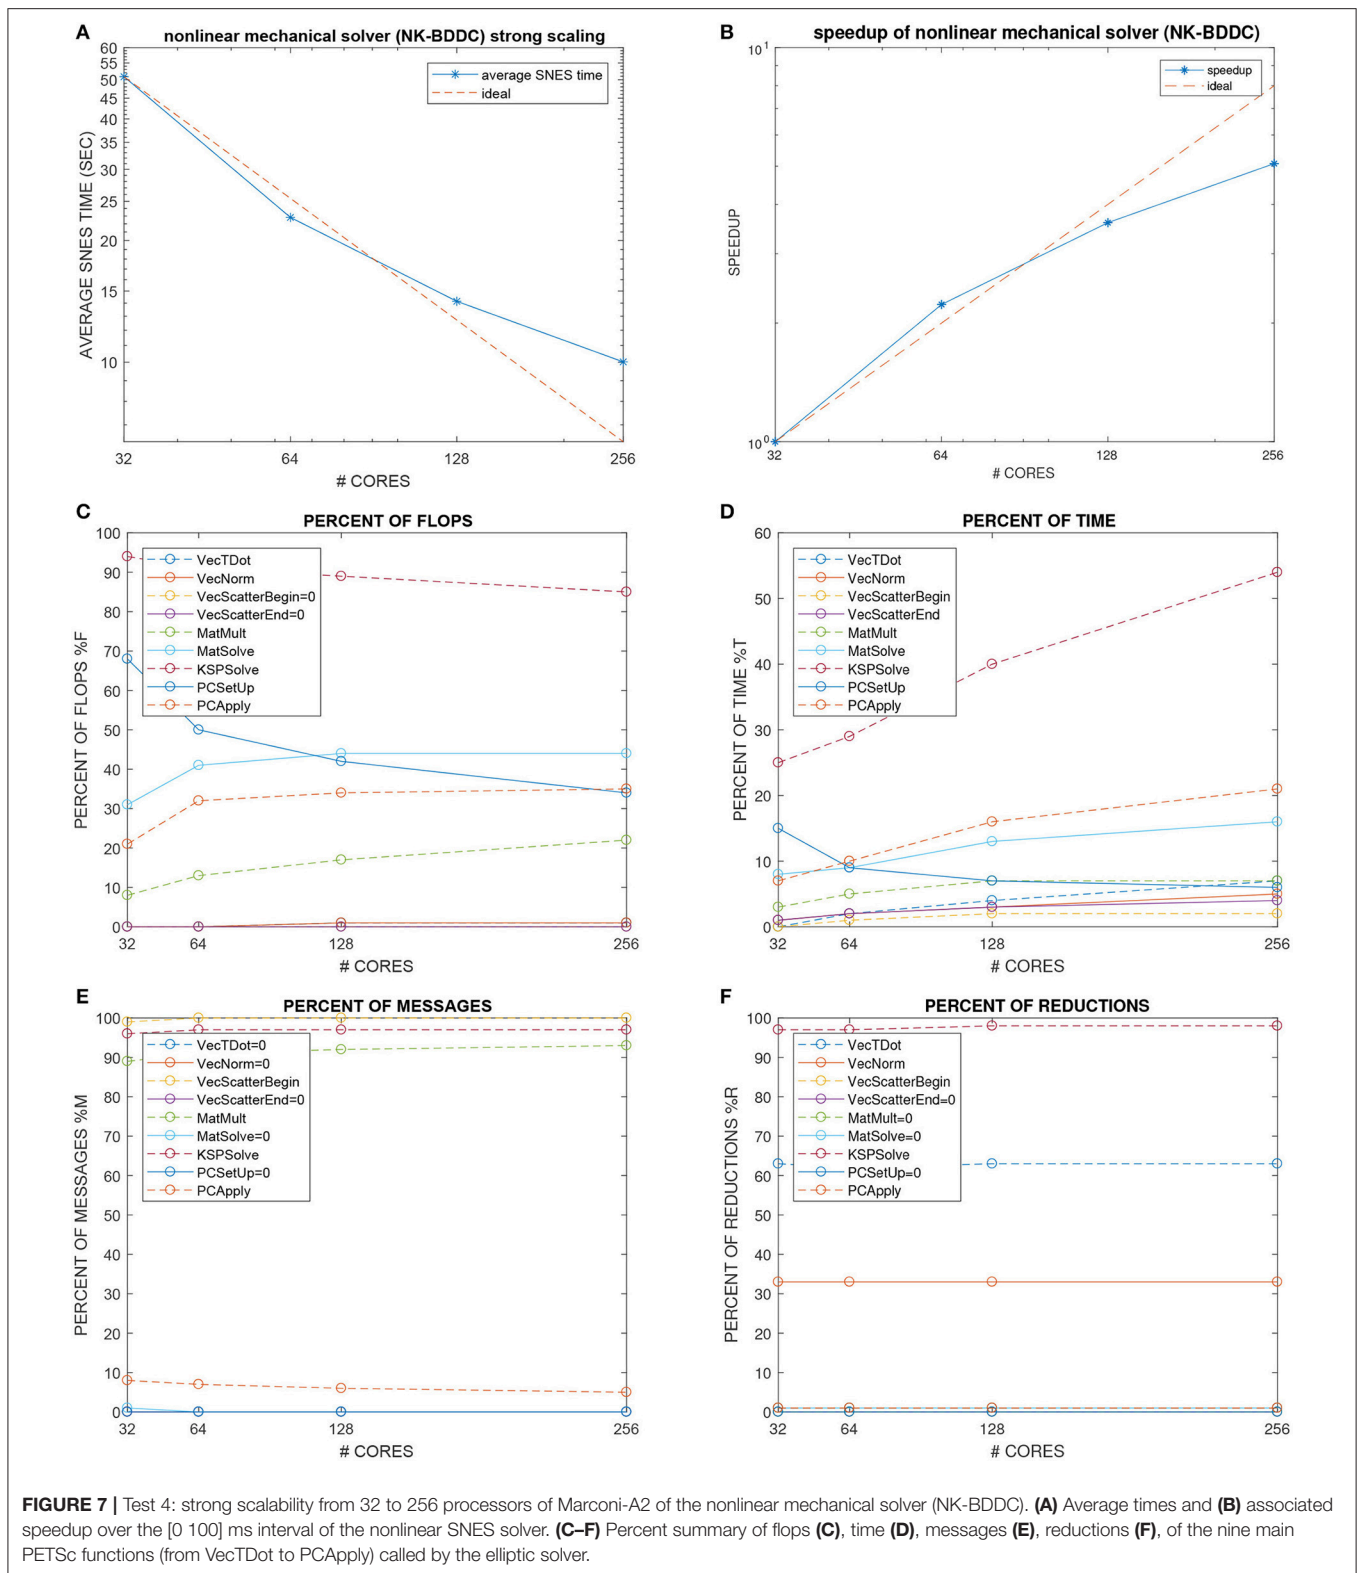 A
nonlinear mechanical solver (NK-BDDC) strong scaling
60
55
50
45
40
35
30
25
20
15
10
AVERAGE SNES TIME (SEC)
average SNES time
ideal
32
64
128
256
# CORES
B
speedup of nonlinear mechanical solver (NK-BDDC)
10^1
10^0
SPEEDUP
speedup
ideal
32
64
128
256
# CORES
C
PERCENT OF FLOPS
100
90
80
70
60
50
40
30
20
10
0
PERCENT OF FLOPS %F
VecTDot
VecNorm
VecScatterBegin=0
VecScatterEnd=0
MatMult
MatSolve
KSPSolve
PCSetUp
PCApply
32
64
128
256
# CORES
D
PERCENT OF TIME
60
50
40
30
20
10
0
PERCENT OF TIME %T
VecTDot
VecNorm
VecScatterBegin
VecScatterEnd
MatMult
MatSolve
KSPSolve
PCSetUp
PCApply
32
64
128
256
# CORES
E
PERCENT OF MESSAGES
100
90
80
70
60
50
40
30
20
10
0
PERCENT OF MESSAGES %M
VecTDot=0
VecNorm=0
VecScatterBegin
VecScatterEnd=0
MatMult
MatSolve=0
KSPSolve
PCSetUp=0
PCApply
32
64
128
256
# CORES
F
PERCENT OF REDUCTIONS
100
90
80
70
60
50
40
30
20
10
0
PERCENT OF REDUCTIONS %R
VecTDot
VecNorm
VecScatterBegin
VecScatterEnd=0
MatMult=0
MatSolve=0
KSPSolve
PCSetUp=0
PCApply
32
64
128
256
# CORES
FIGURE 7 | Test 4: strong scalability from 32 to 256 processors of Marconi-A2 of the nonlinear mechanical solver (NK-BDDC). (A) Average times and (B) associated
speedup over the [0 100] ms interval of the nonlinear SNES solver. (C–F) Percent summary of flops (C), time (D), messages (E), reductions (F), of the nine main
PETSc functions (from VecTDot to PCApply) called by the elliptic solver.